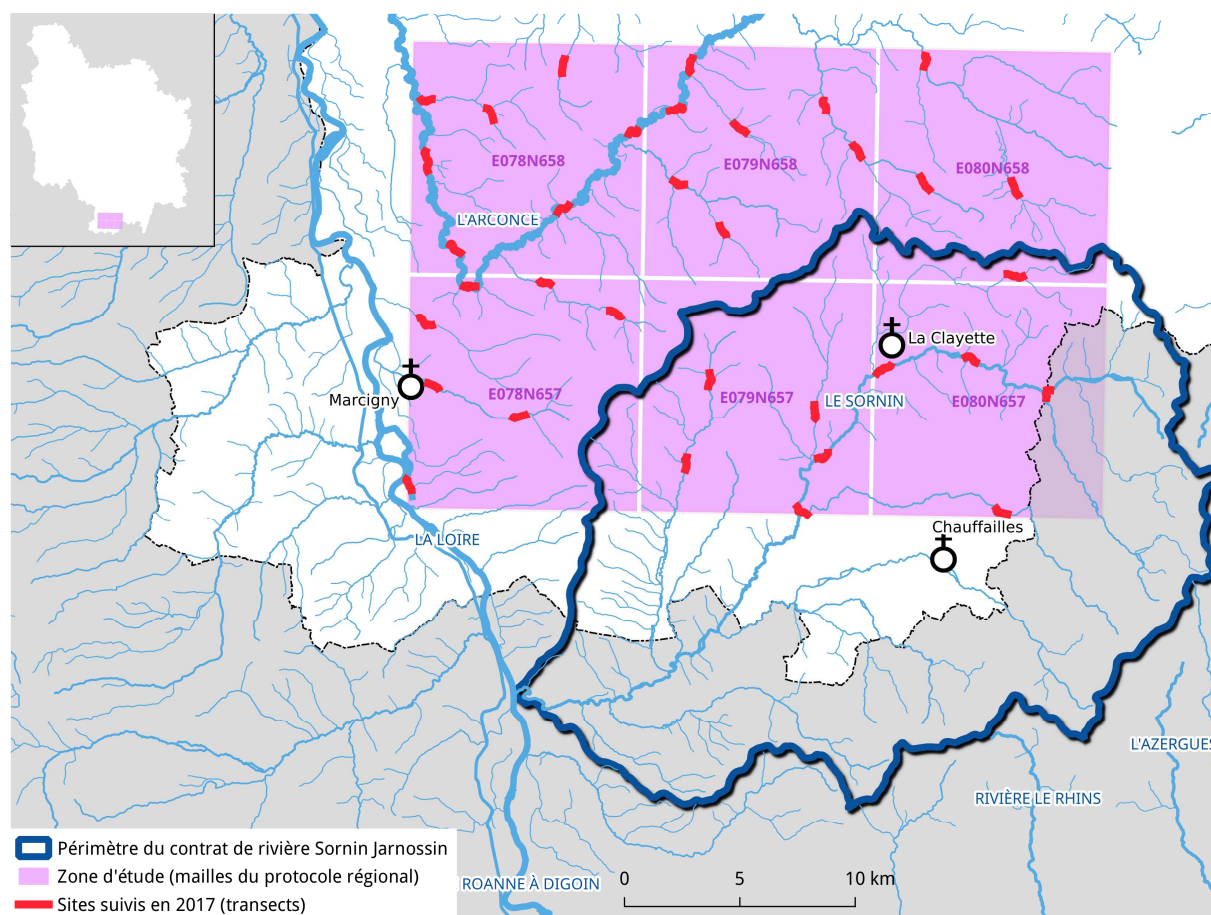 E078N658
E079N658
E080N658
L'ARCONCE
La Clayette
Marcigny
E078N657
E079N657
LE SORNIN
E080N657
Chauffailles
LA LOIRE
L'AZERGUES
RIVIÈRE LE RHINS
Périmètre du contrat de rivière Sornin Jarnossin
Zone d'étude (mailles du protocole régional)
Sites suivis en 2017 (transects)
ROANNE À DIGOIN
0 5 10 km